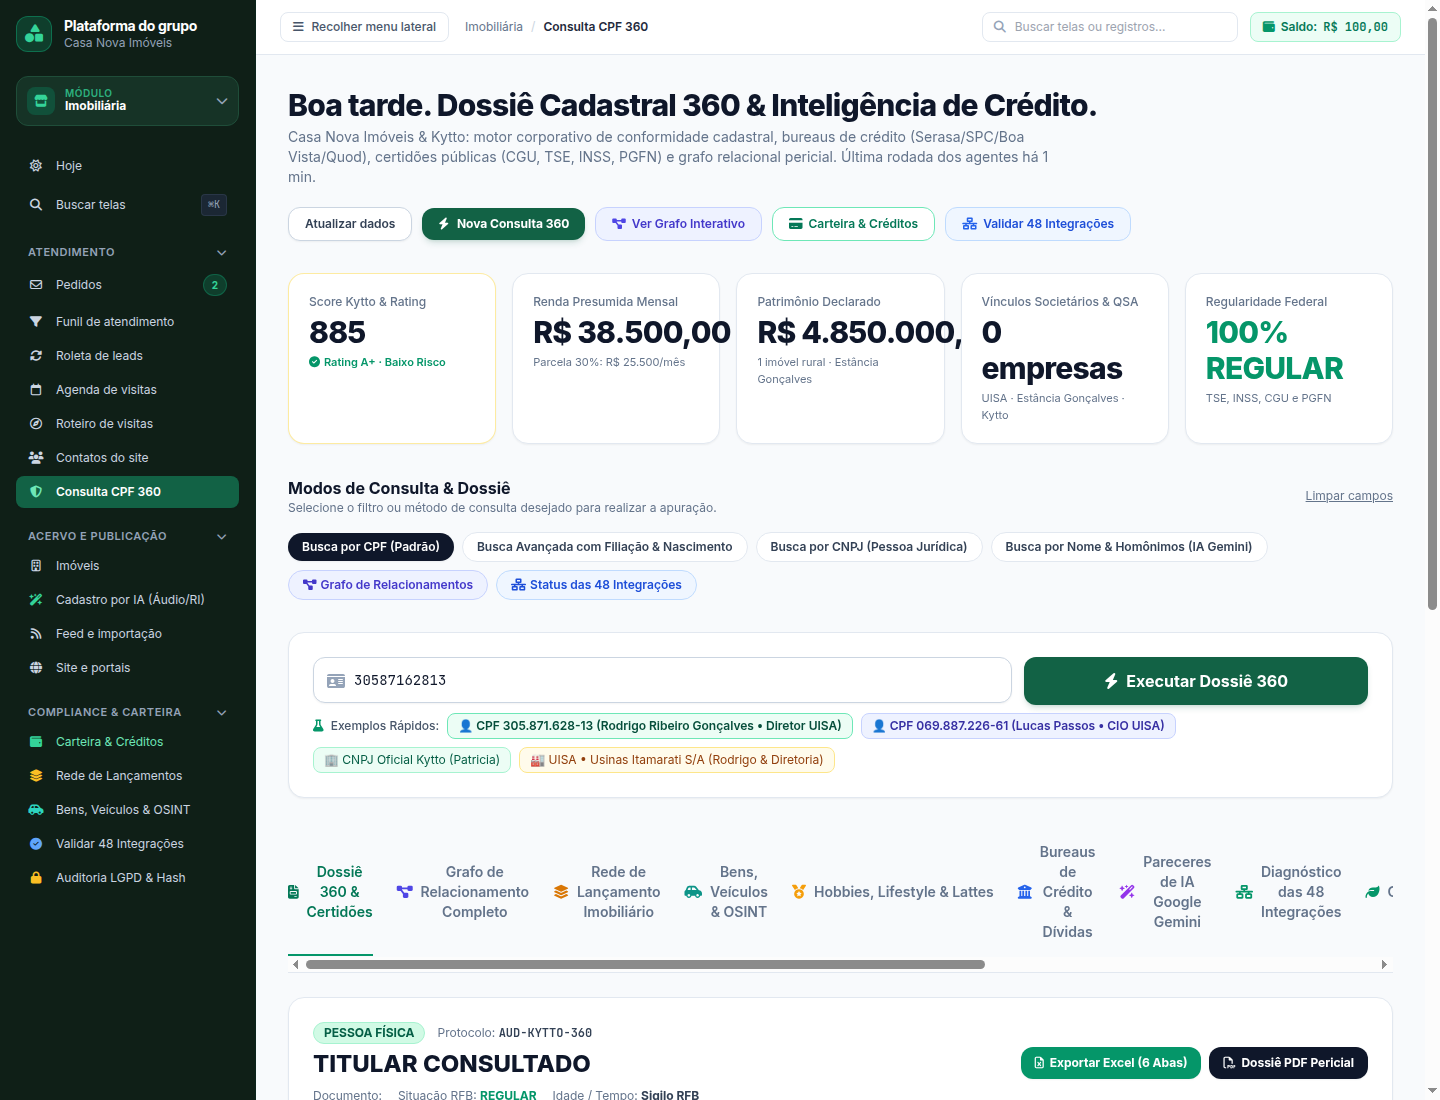 Plataforma do grupo
Casa Nova Imóveis
MÓDULO
Imobiliária
Hoje
Buscar telas ⌘K
ATENDIMENTO
Pedidos 2
Funil de atendimento
Roleta de leads
Agenda de visitas
Roteiro de visitas
Contatos do site
Consulta CPF 360
ACERVO E PUBLICAÇÃO
Imóveis
Cadastro por IA (Áudio/RI)
Feed e importação
Site e portais
COMPLIANCE & CARTEIRA
Carteira & Créditos
Rede de Lançamentos
Bens, Veículos & OSINT
Validar 48 Integrações
Auditoria LGPD & Hash
Recolher menu lateral Imobiliária / Consulta CPF 360 Buscar telas ou registros... Saldo: R$ 100,00
Boa tarde. Dossiê Cadastral 360 & Inteligência de Crédito.
Casa Nova Imóveis & Kytto: motor corporativo de conformidade cadastral, bureaus de crédito (Serasa/SPC/Boa
Vista/Quod), certidões públicas (CGU, TSE, INSS, PGFN) e grafo relacional pericial. Última rodada dos agentes há 1
min.
Atualizar dados Nova Consulta 360 Ver Grafo Interativo Carteira & Créditos Validar 48 Integrações
Score Kytto & Rating
885
Rating A+ · Baixo Risco
Renda Presumida Mensal
R$ 38.500,00
Parcela 30%: R$ 25.500/mês
Patrimônio Declarado
R$ 4.850.000,
1 imóvel rural · Estância
Gonçalves
Vínculos Societários & QSA
0
empresas
UISA · Estância Gonçalves ·
Kytto
Regularidade Federal
100%
REGULAR
TSE, INSS, CGU e PGFN
Modos de Consulta & Dossiê
Selecione o filtro ou método de consulta desejado para realizar a apuração.
Limpar campos
Busca por CPF (Padrão) Busca Avançada com Filiação & Nascimento Busca por CNPJ (Pessoa Jurídica) Busca por Nome & Homônimos (IA Gemini)
Grafo de Relacionamentos Status das 48 Integrações
30587162813 Executar Dossiê 360
Exemplos Rápidos: CPF 305.871.628-13 (Rodrigo Ribeiro Gonçalves • Diretor UISA) CPF 069.887.226-61 (Lucas Passos • CIO UISA)
CNPJ Oficial Kytto (Patricia) UISA • Usinas Itamarati S/A (Rodrigo & Diretoria)
Dossiê
360 &
Certidões
Grafo de
Relacionamento
Completo
Rede de
Lançamento
Imobiliário
Bens,
Veículos
& OSINT
Hobbies, Lifestyle & Lattes
Bureaus
de
Crédito
&
Dívidas
Pareceres
de IA
Google
Gemini
Diagnóstico
das 48
Integrações
PESSOA FÍSICA Protocolo: AUD-KYTTO-360
TITULAR CONSULTADO
Exportar Excel (6 Abas) Dossiê PDF Pericial
Documento: Situação RFB: REGULAR Idade / Tempo: Sigilo RFB